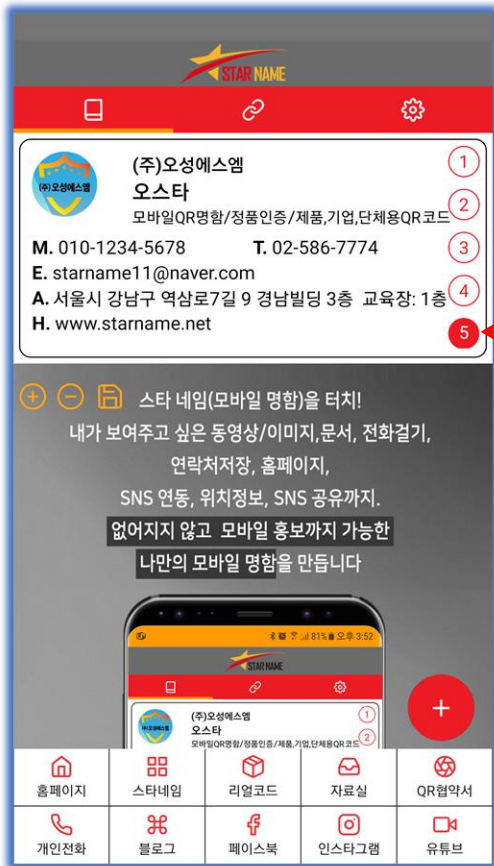 STAR NAME
(주)오성에스엠
(주)오성에스엠
오스타
모바일QR명함/정품인증/제품,기업,단체용QR코드
M. 010-1234-5678 T. 02-586-7774
E. starname11@naver.com
A. 서울시 강남구 역삼로7길 9 경남빌딩 3층 교육장: 1층
H. www.starname.net
1
2
3
4
5
스타 네임(모바일 명함)을 터치!
내가 보여주고 싶은 동영상/이미지,문서, 전화걸기,
연락처저장, 홈페이지,
SNS 연동, 위치정보, SNS 공유까지.
없어지지 않고 모바일 홍보까지 가능한
나만의 모바일 명함을 만듭니다
81% 오후 3:52
STAR NAME
(주)오성에스엠
(주)오성에스엠
오스타
모바일QR명함/정품인증/제품,기업,단체용QR코드
1
2
+
홈페이지 스타네임 리얼코드 자료실 QR협약서
개인전화 블로그 페이스북 인스타그램 유튜브